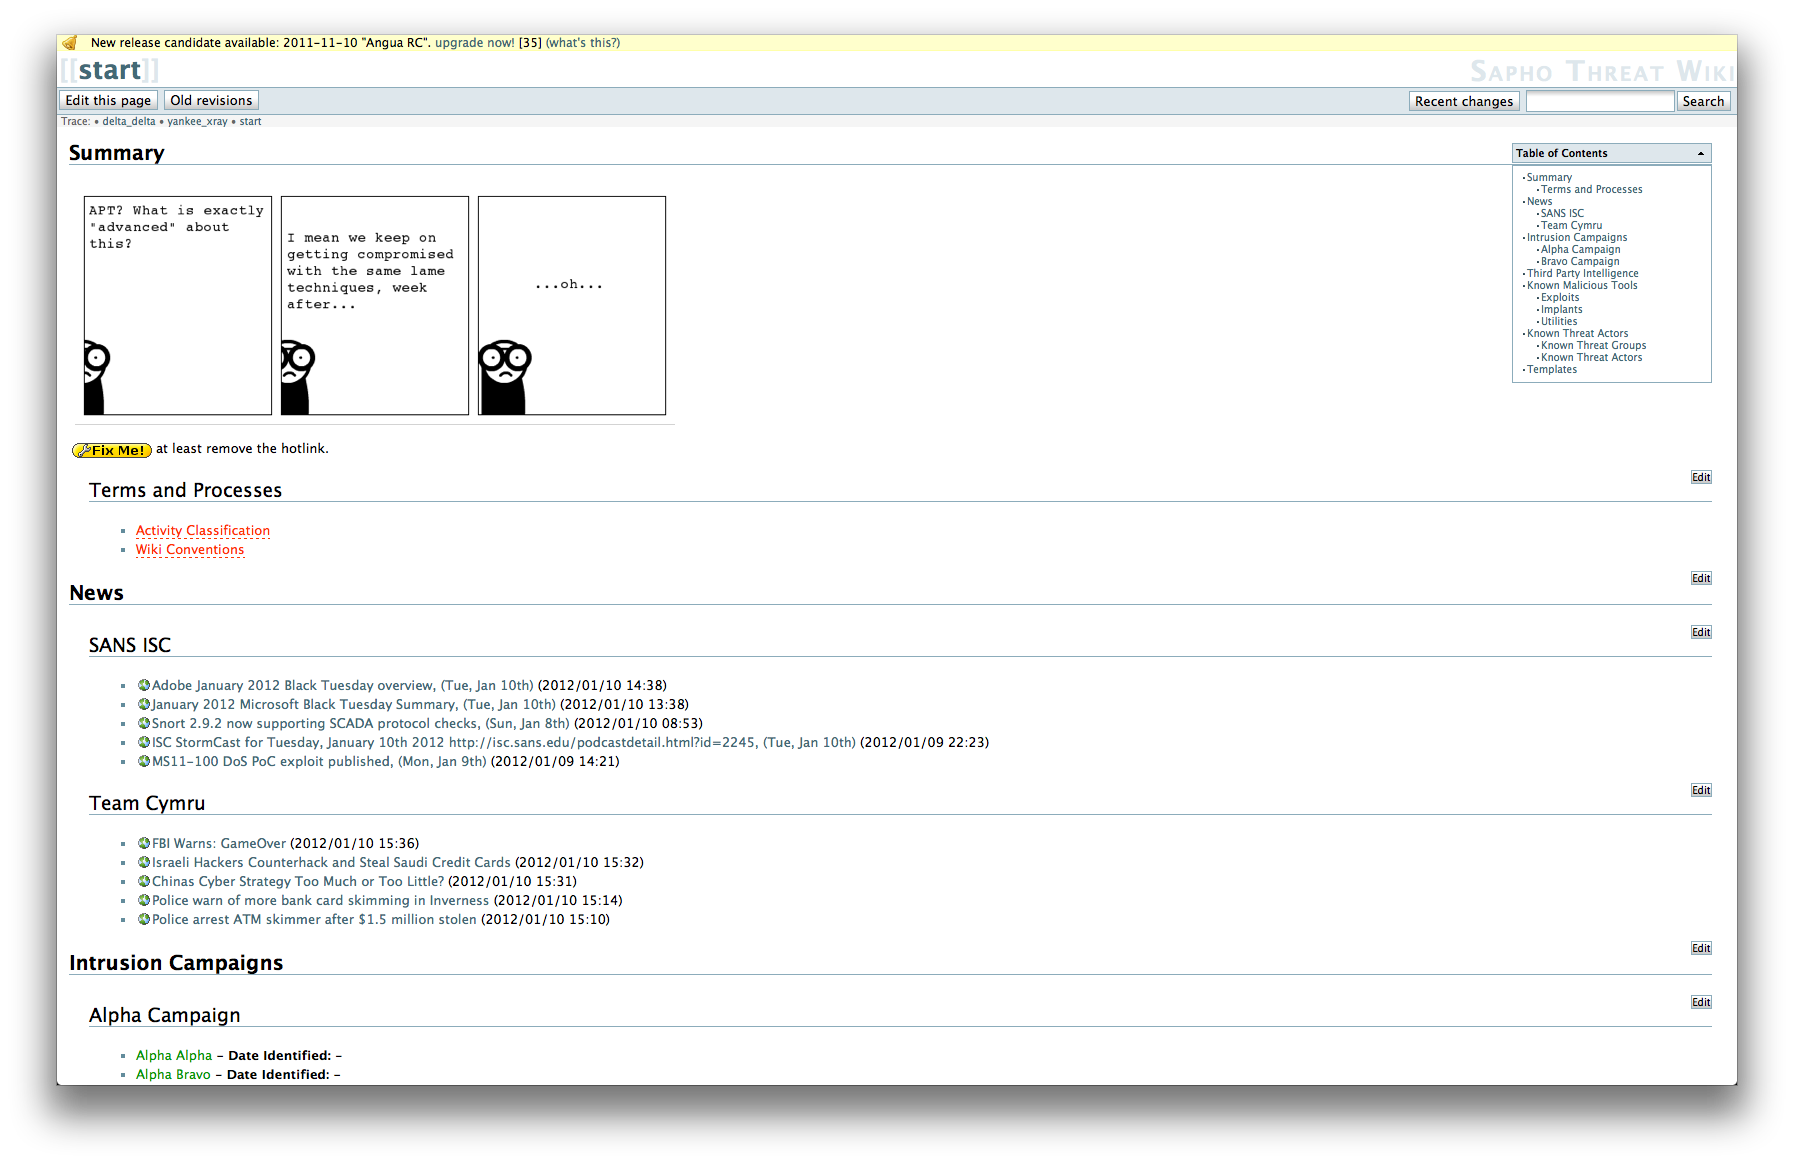 New release candidate available: 2011-11-10 "Angua RC". upgrade now! [35] (what's this?)
[[start]]
Sapho Threat Wiki
Edit this page Old revisions
Recent changes Search
Trace: • delta_delta • yankee_xray • start
Summary
Table of Contents
Summary
Terms and Processes
News
SANS ISC
Team Cymru
Intrusion Campaigns
Alpha Campaign
Bravo Campaign
Third Party Intelligence
Known Malicious Tools
Exploits
Implants
Utilities
Known Threat Actors
Known Threat Groups
Known Threat Actors
Templates
APT? What is exactly
"advanced" about
this?
I mean we keep on
getting compromised
with the same lame
techniques, week
after...
...oh...
Fix Me! at least remove the hotlink.
Edit
Terms and Processes
Activity Classification
Wiki Conventions
Edit
News
Edit
SANS ISC
Adobe January 2012 Black Tuesday overview, (Tue, Jan 10th) (2012/01/10 14:38)
January 2012 Microsoft Black Tuesday Summary, (Tue, Jan 10th) (2012/01/10 13:38)
Snort 2.9.2 now supporting SCADA protocol checks, (Sun, Jan 8th) (2012/01/10 08:53)
ISC StormCast for Tuesday, January 10th 2012 http://isc.sans.edu/podcastdetail.html?id=2245, (Tue, Jan 10th) (2012/01/09 22:23)
MS11-100 DoS PoC exploit published, (Mon, Jan 9th) (2012/01/09 14:21)
Edit
Team Cymru
FBI Warns: GameOver (2012/01/10 15:36)
Israeli Hackers Counterhack and Steal Saudi Credit Cards (2012/01/10 15:32)
Chinas Cyber Strategy Too Much or Too Little? (2012/01/10 15:31)
Police warn of more bank card skimming in Inverness (2012/01/10 15:14)
Police arrest ATM skimmer after $1.5 million stolen (2012/01/10 15:10)
Edit
Intrusion Campaigns
Edit
Alpha Campaign
Alpha Alpha – Date Identified: –
Alpha Bravo – Date Identified: –